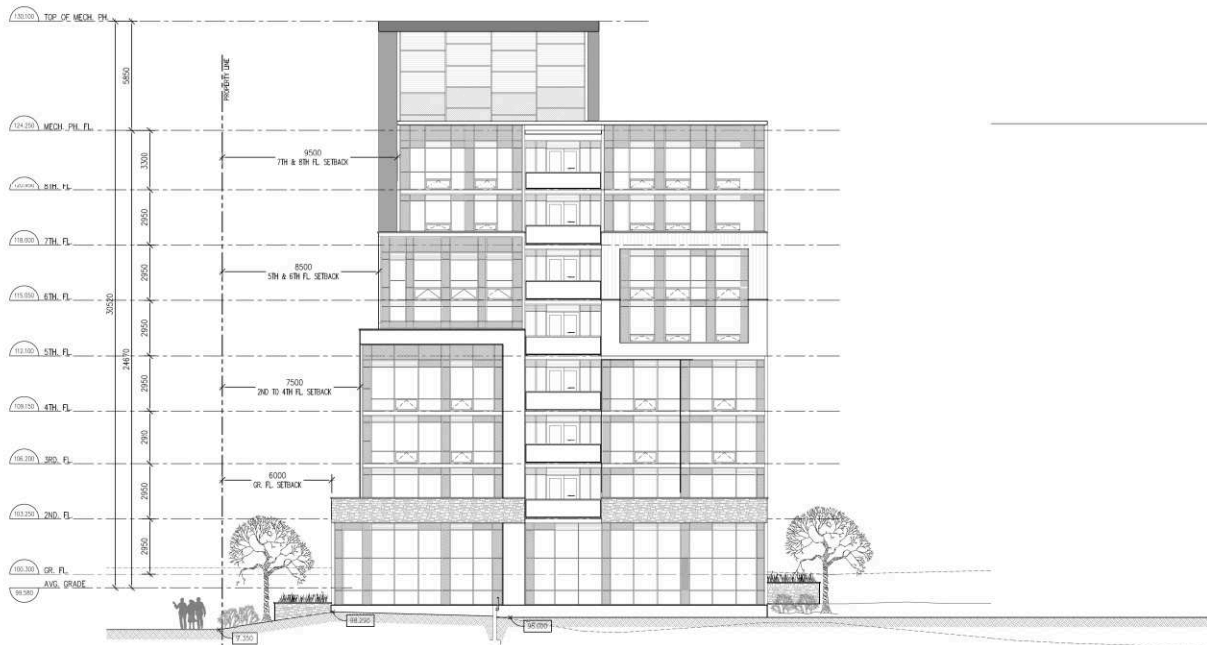 130.100 TOP OF MECH. PH.
5850
PROPERTY LINE
124.250 MECH. PH. FL.
3300
9500
7TH & 8TH FL. SETBACK
8TH. FL.
2950
118.000 7TH. FL.
8500
5TH & 6TH FL. SETBACK
2950
115.050 6TH. FL.
30520
2950
112.100 5TH. FL.
24670
7500
2ND TO 4TH FL. SETBACK
2950
109.150 4TH. FL.
2910
106.200 3RD. FL.
6000
GR. FL. SETBACK
2950
103.250 2ND. FL.
2950
100.300 GR. FL.
AVG. GRADE
99.580
98.290